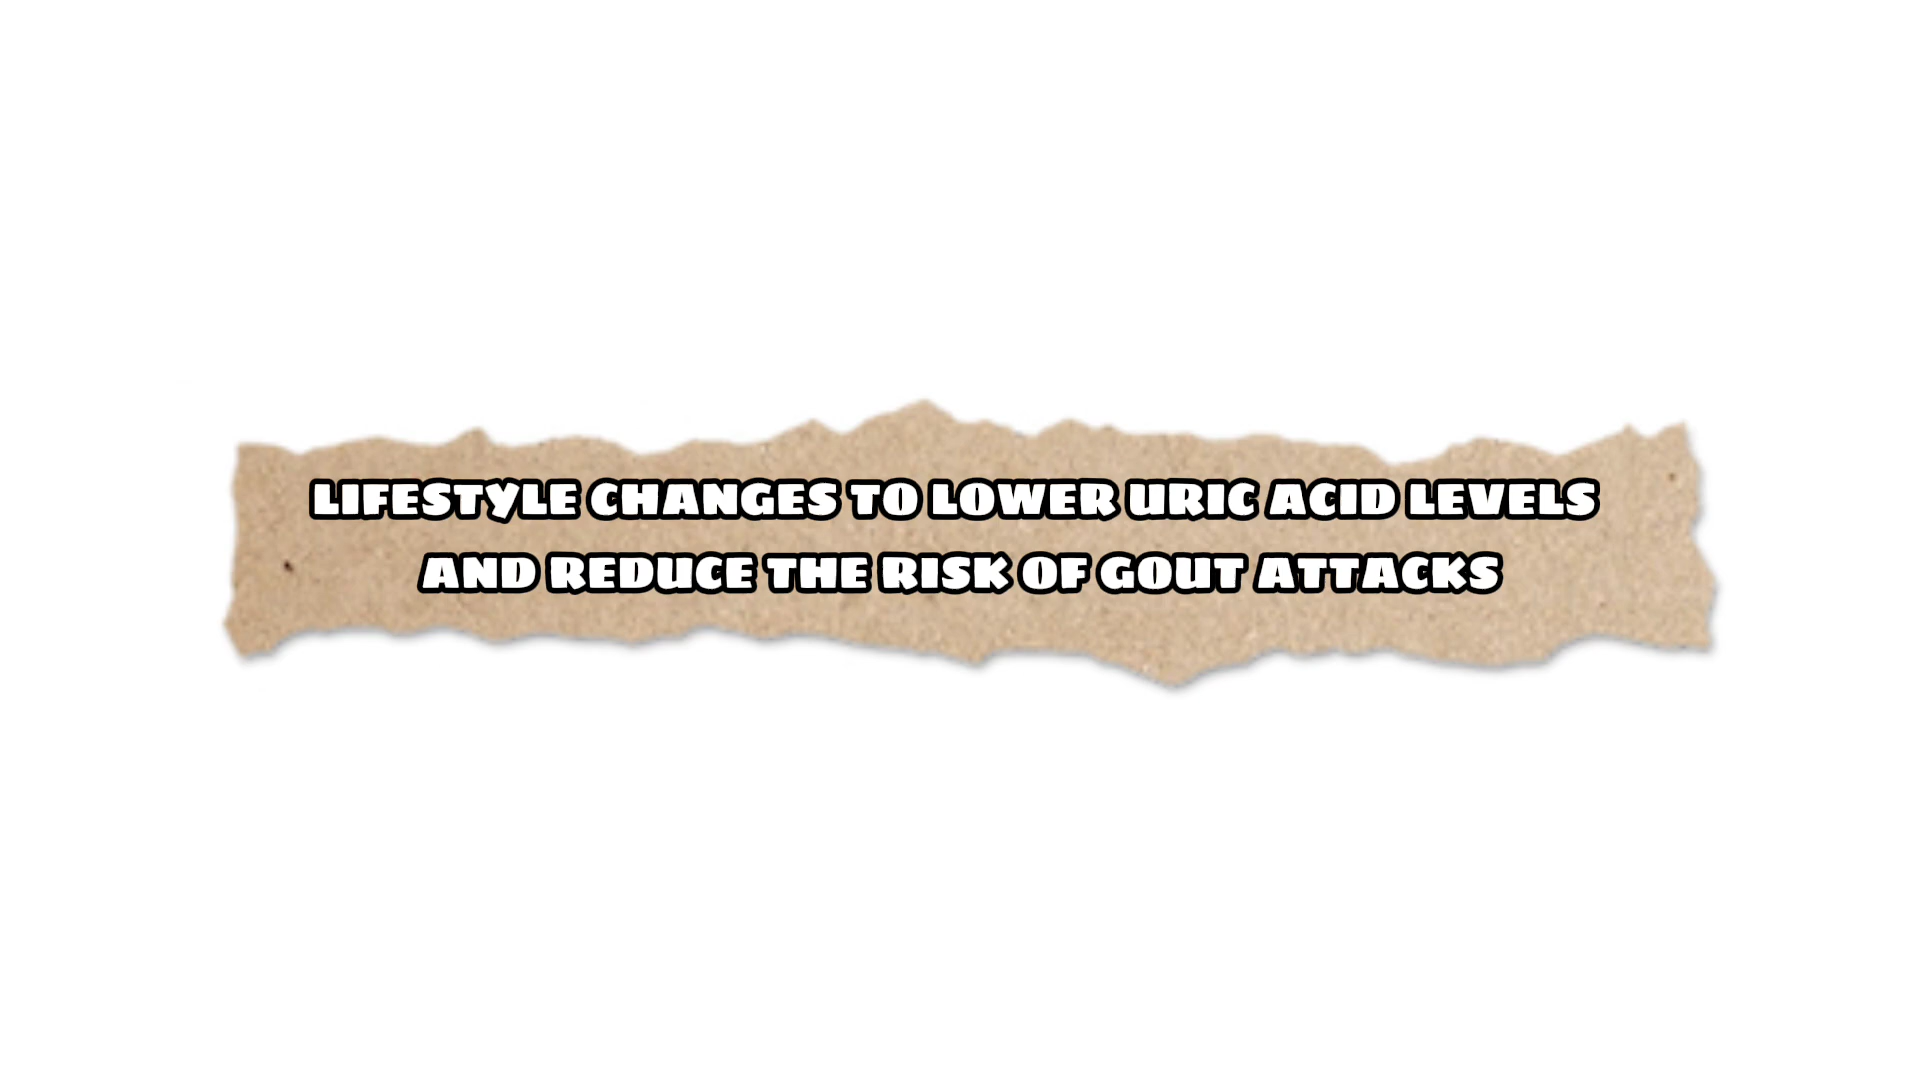 LIFESTYLE CHANGES TO LOWER URIC ACID LEVELS
AND REDUCE THE RISK OF GOUT ATTACKS